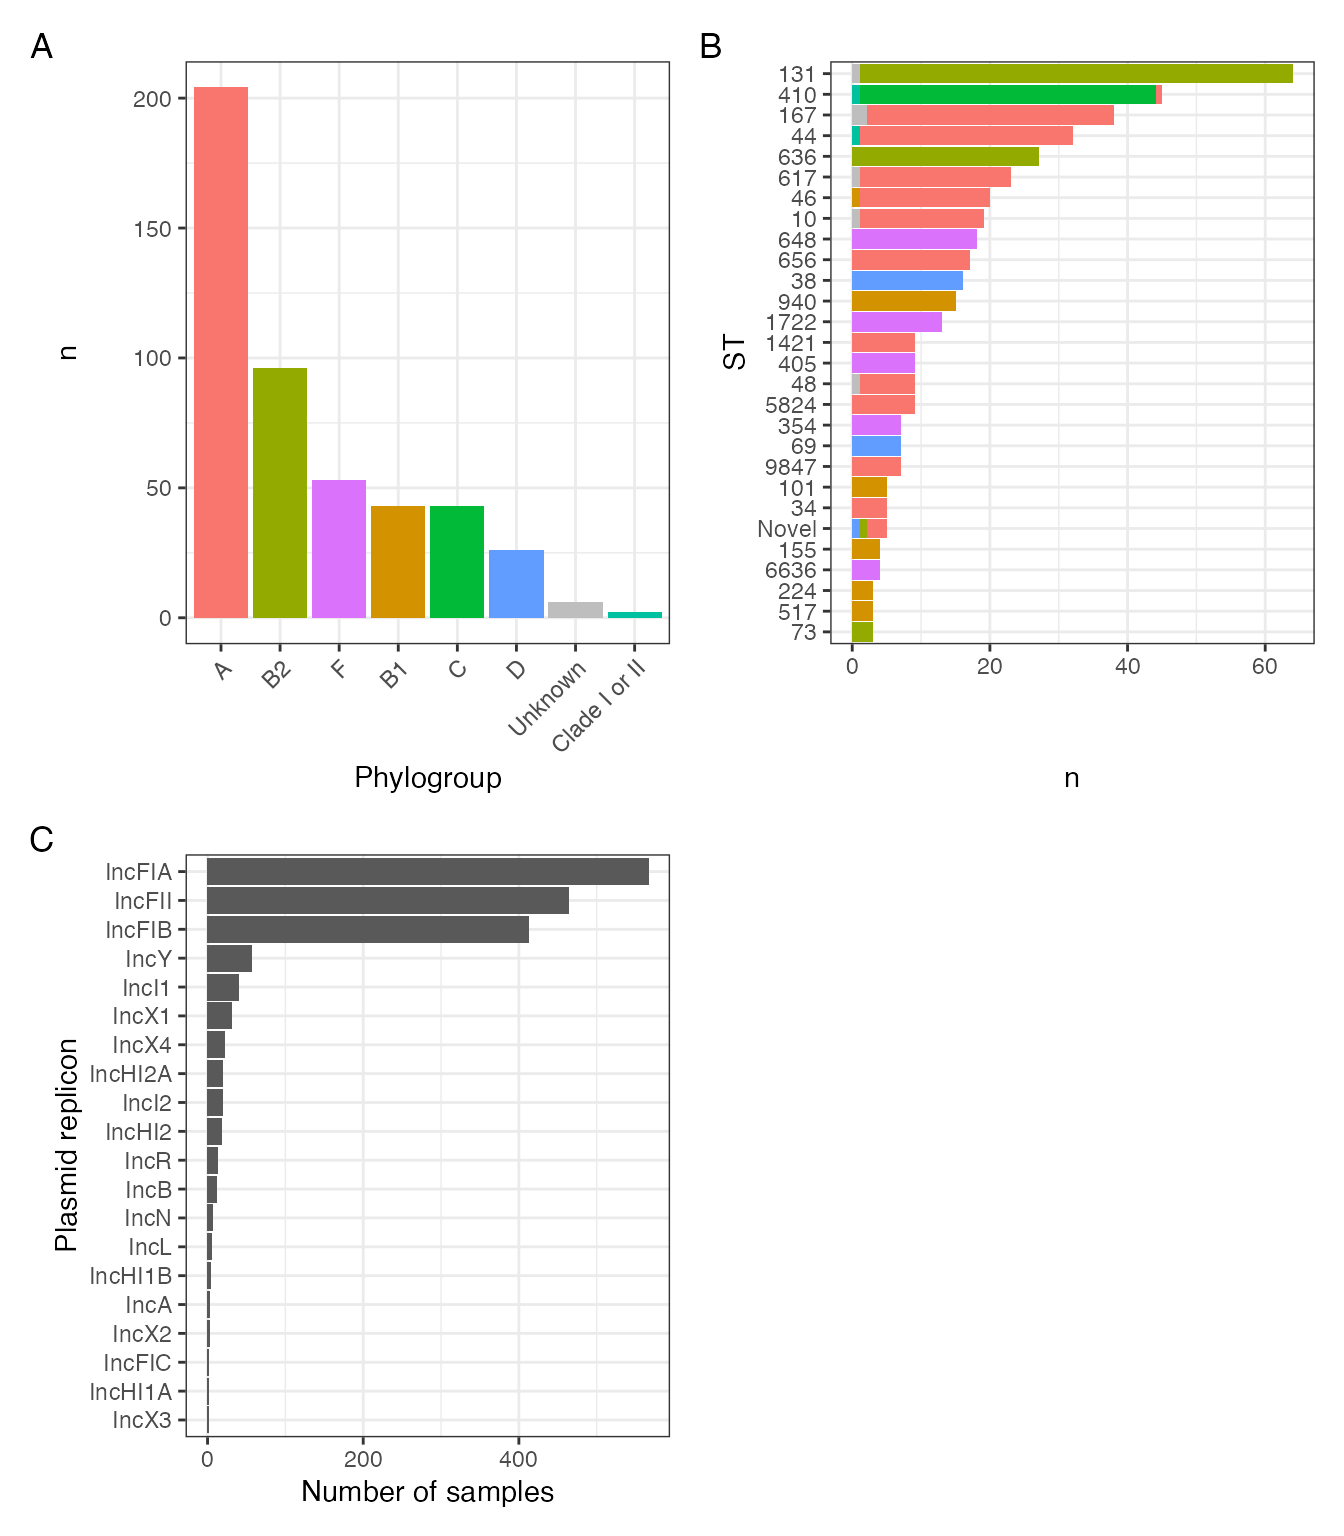 A
200
150
100
50
0
n
A
B2
F
B1
C
D
Unknown
Clade I or II
Phylogroup
B
131
410
167
44
636
617
46
10
648
656
38
940
1722
1421
405
48
5824
354
69
9847
101
34
Novel
155
6636
224
517
73
ST
0 20 40 60
n
C
IncFIA
IncFII
IncFIB
IncY
IncI1
IncX1
IncX4
IncHI2A
IncI2
IncHI2
IncR
IncB
IncN
IncL
IncHI1B
IncA
IncX2
IncFIC
IncHI1A
IncX3
Plasmid replicon
0 200 400
Number of samples